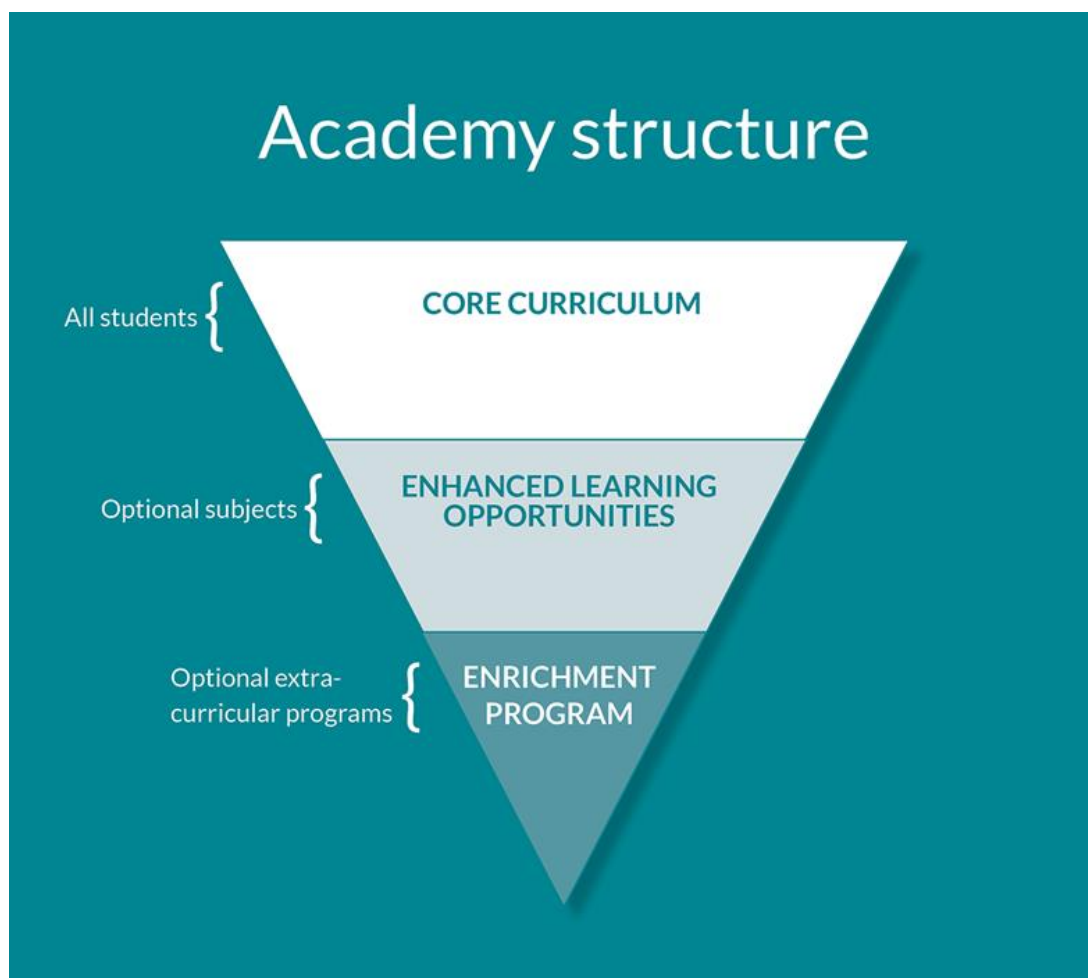 Academy structure
All students
CORE CURRICULUM
Optional subjects
ENHANCED LEARNING
OPPORTUNITIES
Optional extra-
curricular programs
ENRICHMENT
PROGRAM